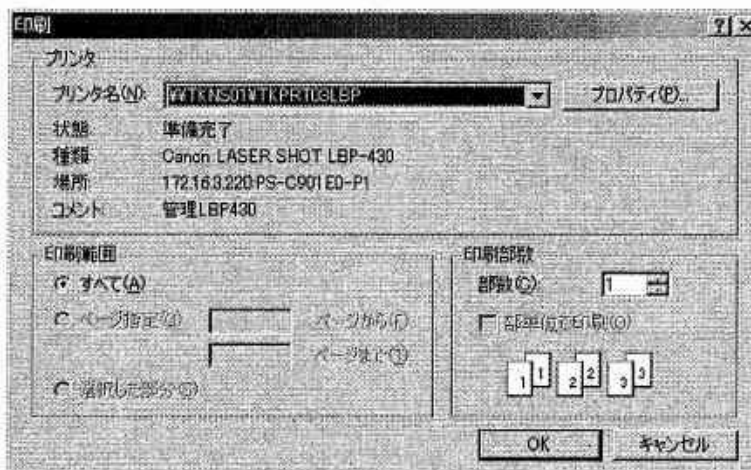 印刷
プリンタ
プリンタ名(N): ¥¥TKNS01¥TKPRT03LBP プロパティ(P)...
状態 準備完了
種類 Canon LASER SHOT LBP-430
場所 172.16.3.220:PS-C901ED-P1
コメント 管理LBP430
印刷範囲
すべて(A)
ページ指定(G) ページから(F)
ページまで(T)
選択した部分(S)
印刷部数
部数(C): 1
部単位で印刷(O)
1 1 2 2 3 3
OK キャンセル